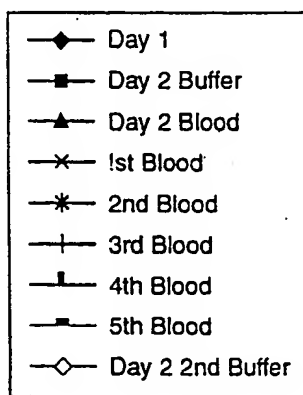 Day 1
Day 2 Buffer
Day 2 Blood
!st Blood
2nd Blood
3rd Blood
4th Blood
5th Blood
Day 2 2nd Buffer